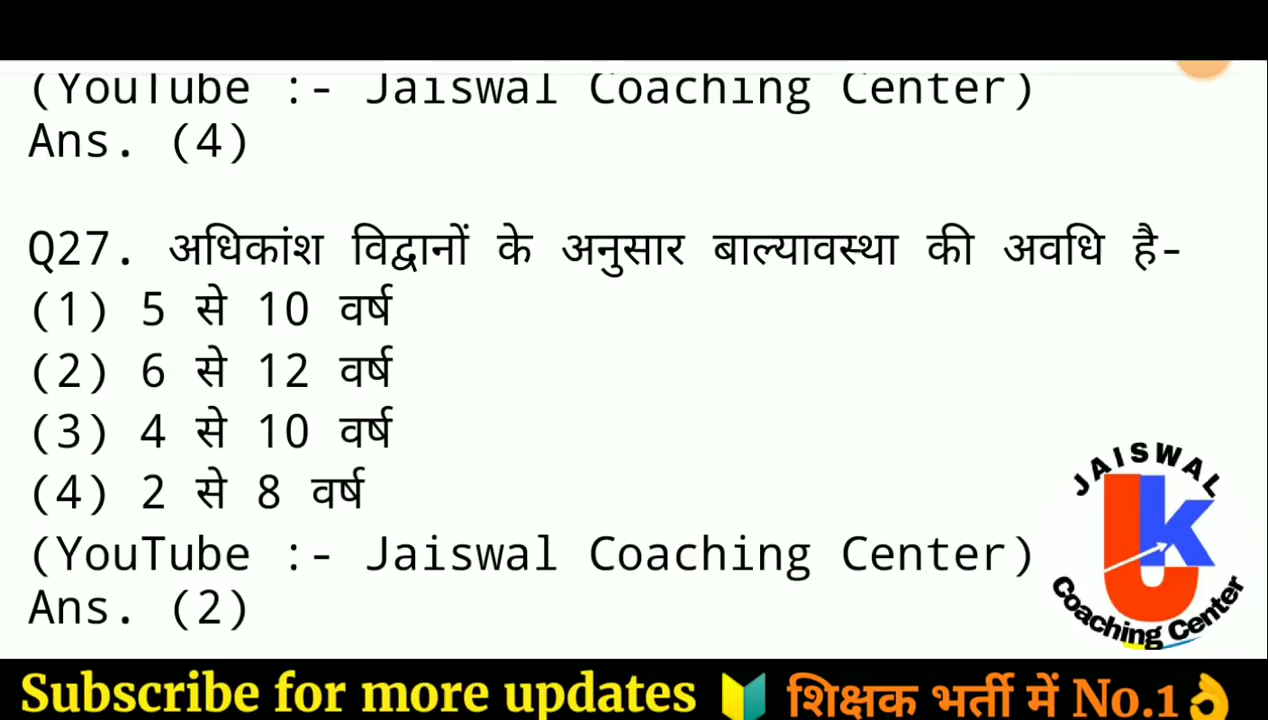 (YouTube :- Jaiswal Coaching Center)
Ans. (4)
Q27. अधिकांश विद्वानों के अनुसार बाल्यावस्था की अवधि है-
(1) 5 से 10 वर्ष
(2) 6 से 12 वर्ष
(3) 4 से 10 वर्ष
(4) 2 से 8 वर्ष
(YouTube :- Jaiswal Coaching Center)
Ans. (2)
JAISWAL
JK
Coaching Center
Subscribe for more updates 🔰 शिक्षक भर्ती में No.1👌